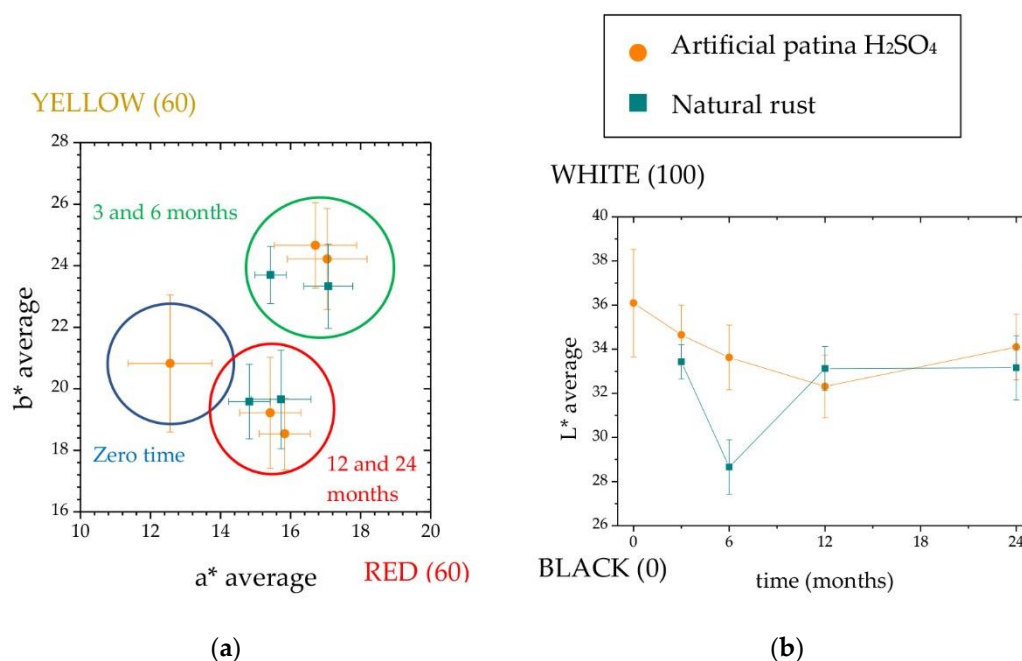 Artificial patina H₂SO₄
Natural rust
YELLOW (60)
28
26
24
22
20
18
16
b* average
3 and 6 months
Zero time
12 and 24
months
10
12
14
16
18
20
a* average
RED (60)
WHITE (100)
40
38
36
34
32
30
28
26
L* average
0
6
12
18
24
BLACK (0)
time (months)
(a)
(b)